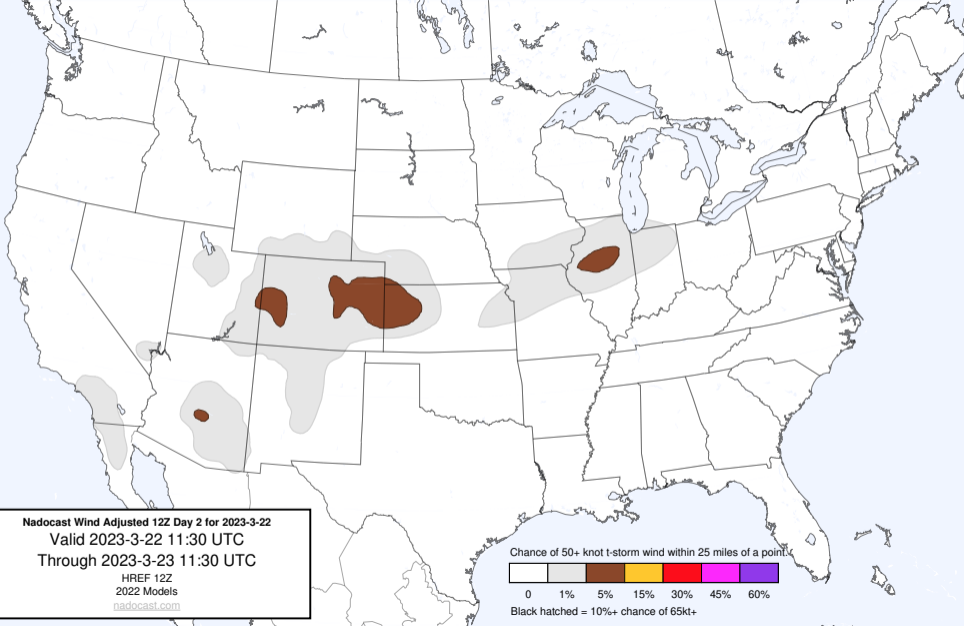 Nadocast Wind Adjusted 12Z Day 2 for 2023-3-22
Valid 2023-3-22 11:30 UTC
Through 2023-3-23 11:30 UTC
HREF 12Z
2022 Models
nadocast.com
Chance of 50+ knot t-storm wind within 25 miles of a point.
0 1% 5% 15% 30% 45% 60%
Black hatched = 10%+ chance of 65kt+